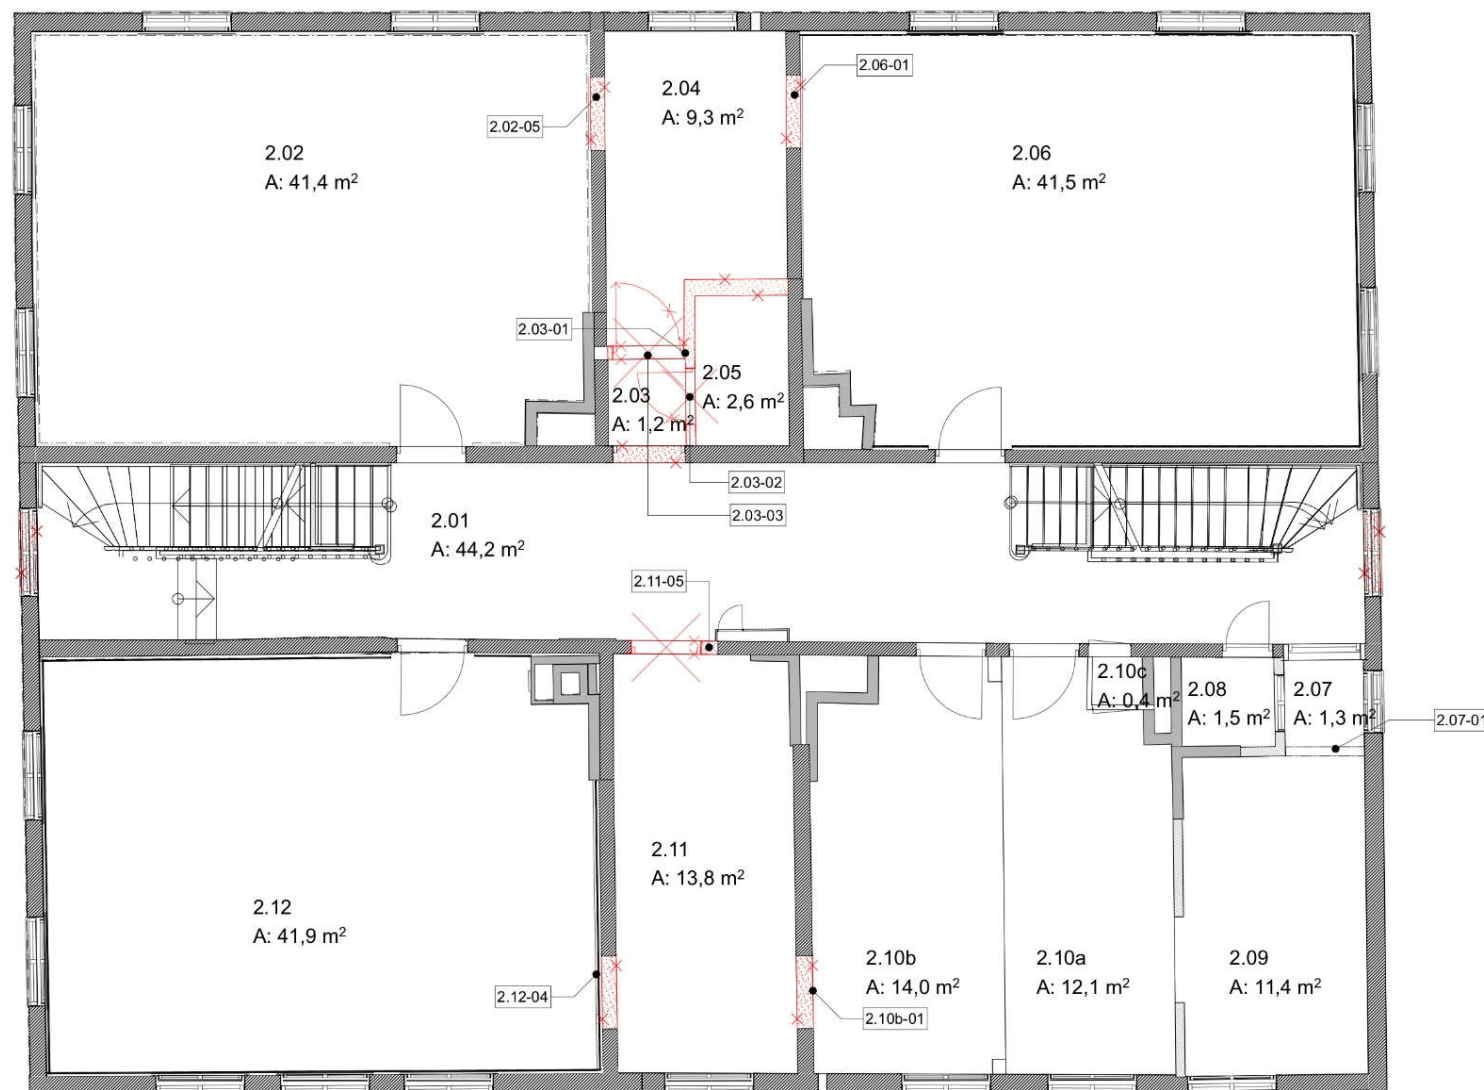 2.04
A: 9,3 m²
2.06-01
2.02-05
2.02
A: 41,4 m²
2.06
A: 41,5 m²
2.03-01
2.05
A: 2,6 m²
2.03
A: 1,2 m²
2.03-02
2.03-03
2.01
A: 44,2 m²
2.11-05
2.10c
A: 0,4 m²
2.08
A: 1,5 m²
2.07
A: 1,3 m²
2.07-01
2.11
A: 13,8 m²
2.12
A: 41,9 m²
2.10b
A: 14,0 m²
2.10a
A: 12,1 m²
2.09
A: 11,4 m²
2.12-04
2.10b-01